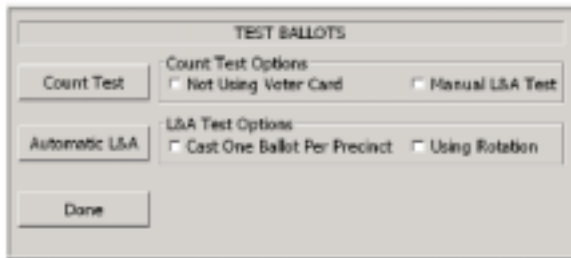 TEST BALLOTS
Count Test
Count Test Options
Not Using Voter Card
Manual L&A Test
Automatic L&A
L&A Test Options
Cast One Ballot Per Precinct
Using Rotation
Done